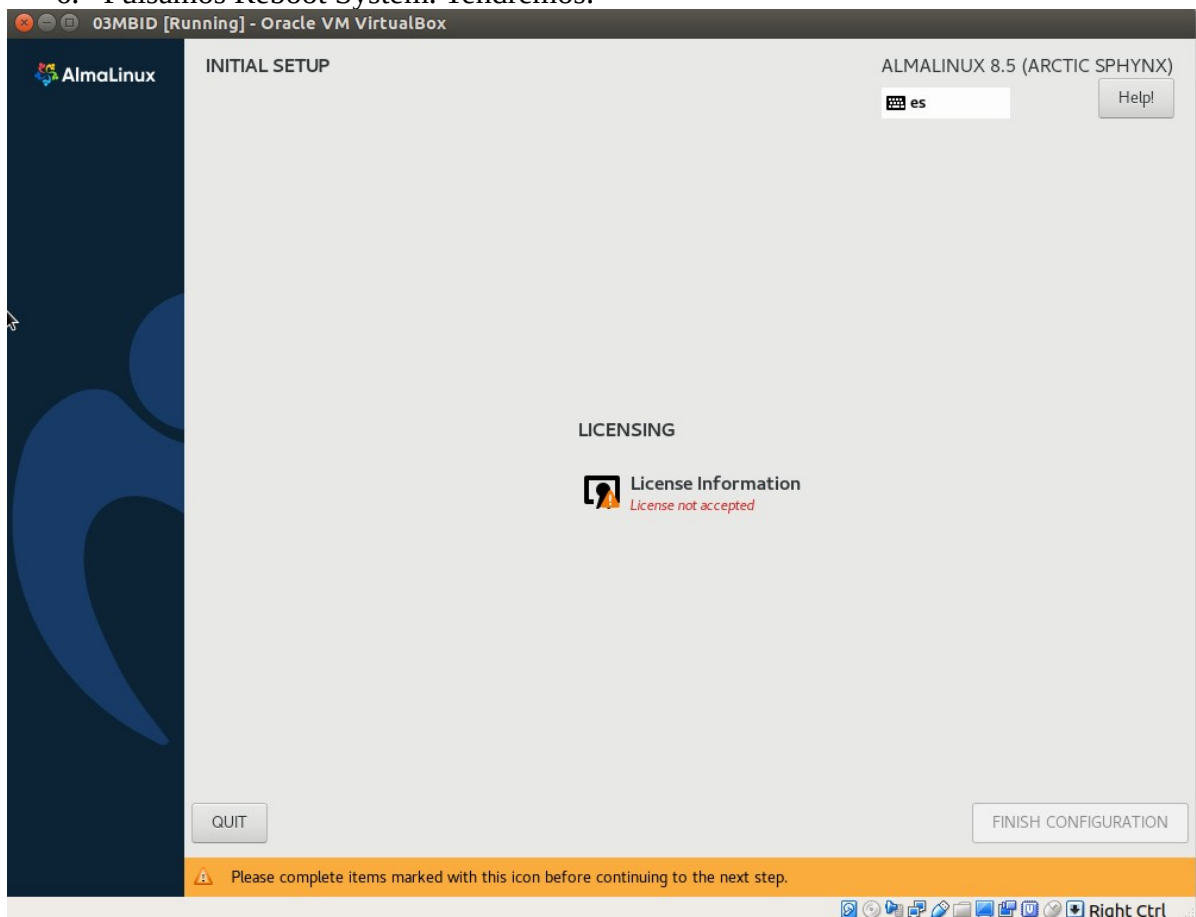 6. Pulsamos Reboot System. Tendremos:
03MBID [Running] - Oracle VM VirtualBox
AlmaLinux
INITIAL SETUP
ALMALINUX 8.5 (ARCTIC SPHYNX)
es
Help!
LICENSING
License Information
License not accepted
QUIT
FINISH CONFIGURATION
Please complete items marked with this icon before continuing to the next step.
Right Ctrl